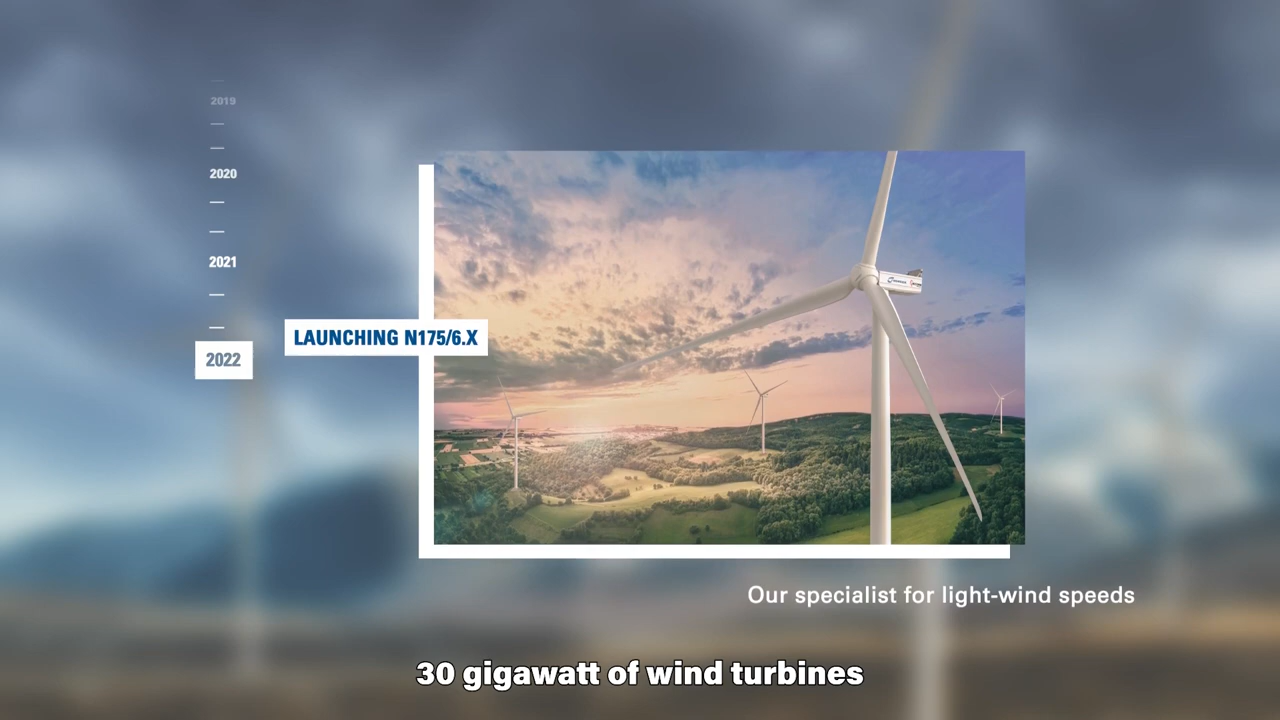 2019
2020
2021
2022
LAUNCHING N175/6.X
Our specialist for light-wind speeds
30 gigawatt of wind turbines